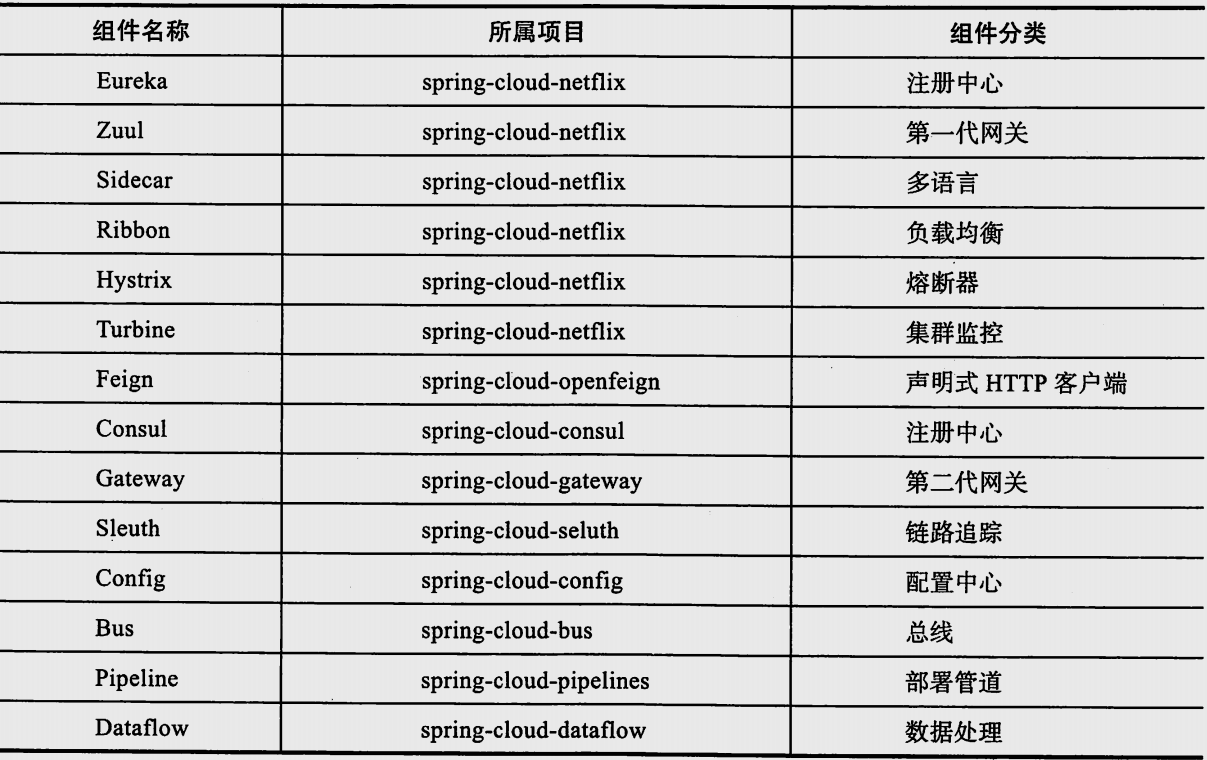 组件名称 所属项目 组件分类
Eureka spring-cloud-netflix 注册中心
Zuul spring-cloud-netflix 第一代网关
Sidecar spring-cloud-netflix 多语言
Ribbon spring-cloud-netflix 负载均衡
Hystrix spring-cloud-netflix 熔断器
Turbine spring-cloud-netflix 集群监控
Feign spring-cloud-openfeign 声明式 HTTP 客户端
Consul spring-cloud-consul 注册中心
Gateway spring-cloud-gateway 第二代网关
Sleuth spring-cloud-seluth 链路追踪
Config spring-cloud-config 配置中心
Bus spring-cloud-bus 总线
Pipeline spring-cloud-pipelines 部署管道
Dataflow spring-cloud-dataflow 数据处理